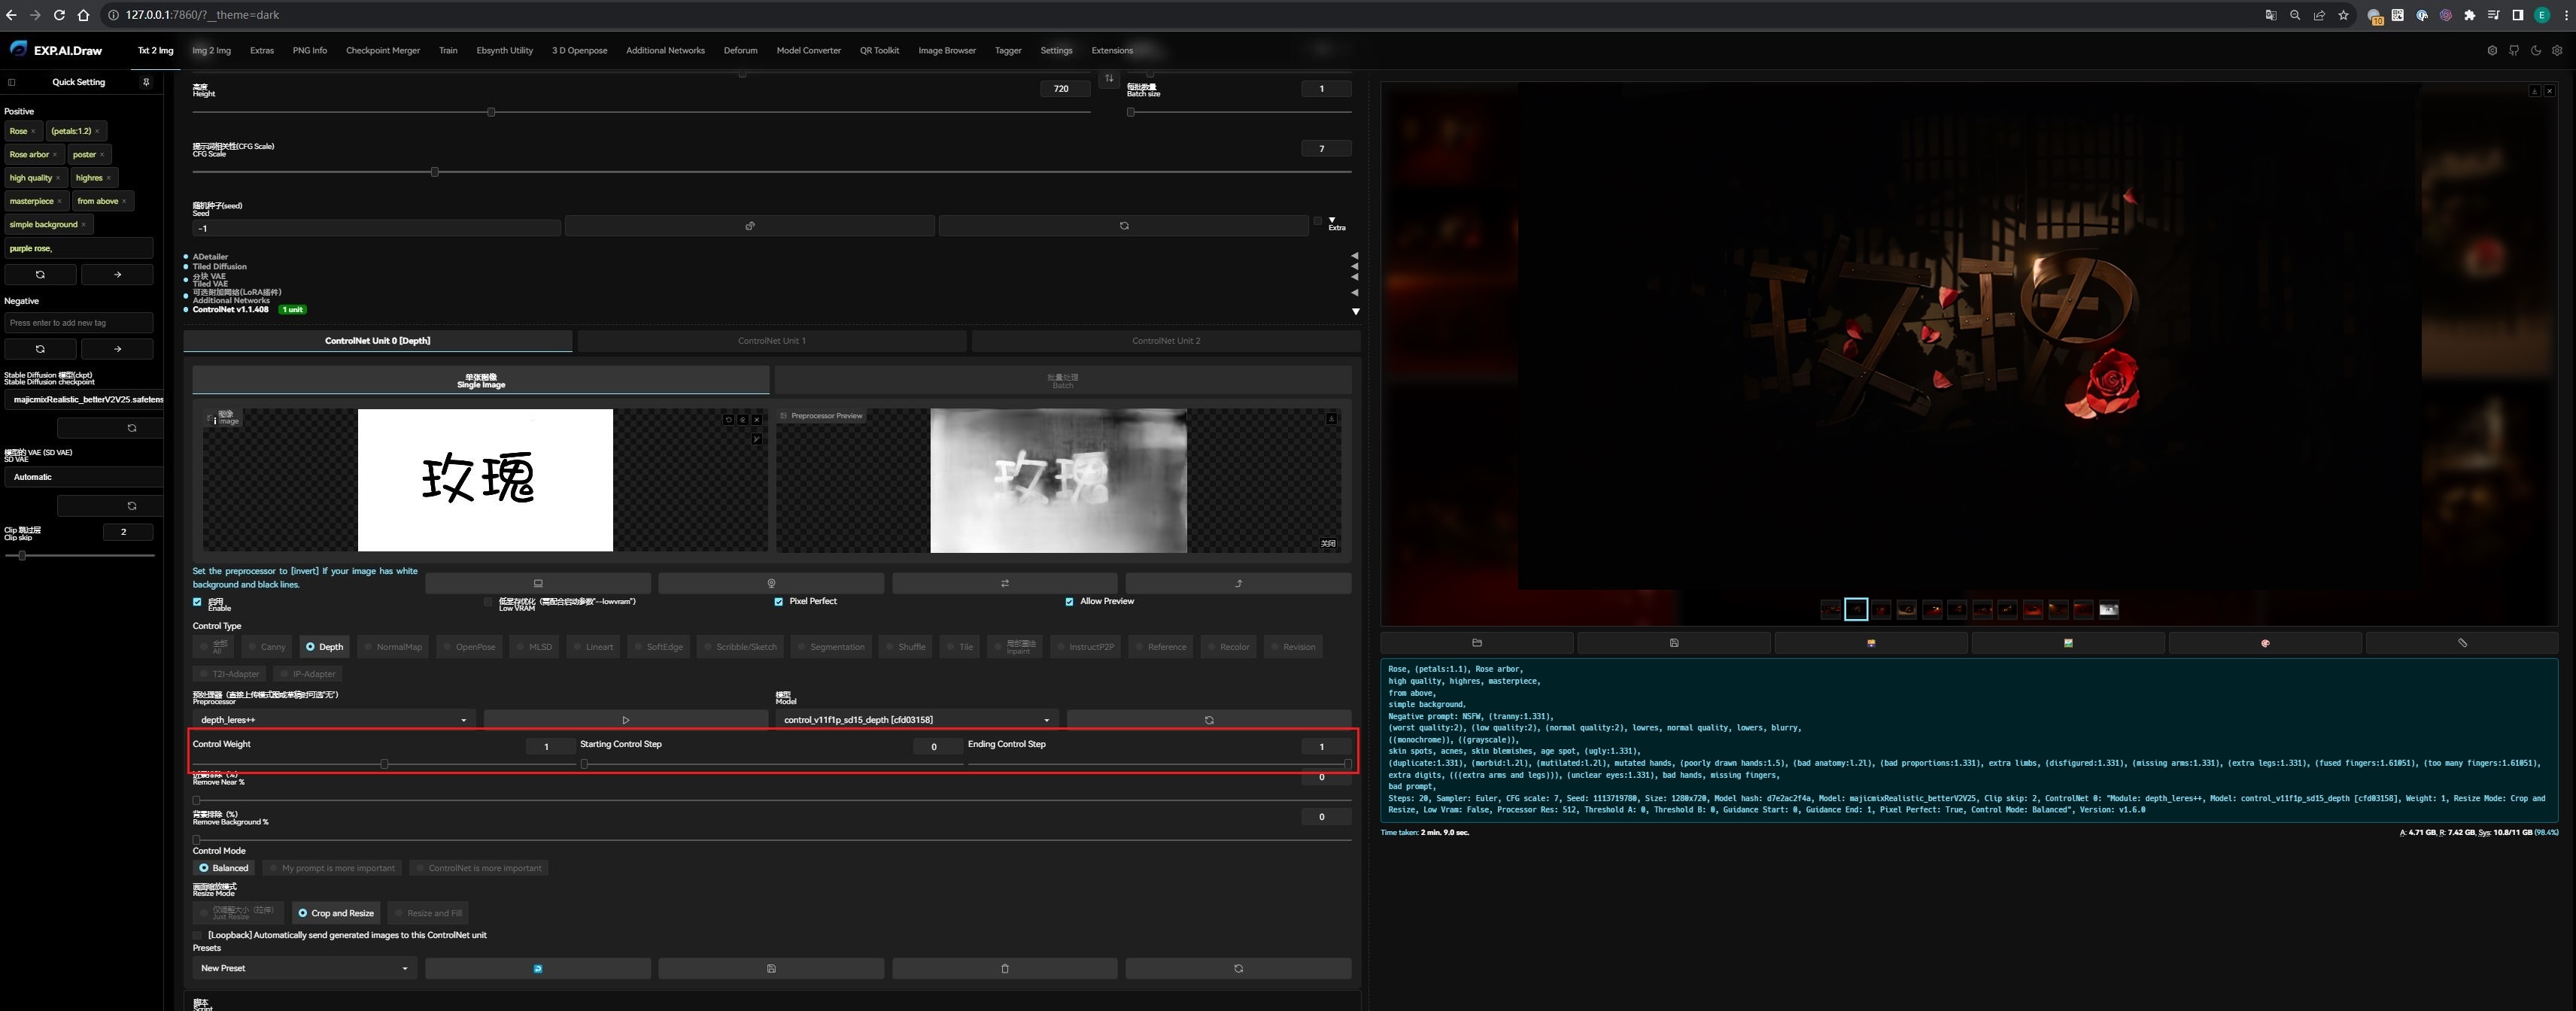 127.0.0.1:7860/?__theme=dark
10
E
EXP.AI.Draw
Txt 2 Img
Img 2 Img
Extras
PNG Info
Checkpoint Merger
Train
Ebsynth Utility
3 D Openpose
Additional Networks
Deforum
Model Converter
QR Toolkit
Image Browser
Tagger
Settings
Extensions
Quick Setting
Positive
Rose ×
(petals:1.2) ×
Rose arbor ×
poster ×
high quality ×
highres ×
masterpiece ×
from above ×
simple background ×
purple rose,
Negative
Press enter to add new tag
Stable Diffusion 模型(ckpt)
Stable Diffusion checkpoint
majicmixRealistic_betterV2V25.safetens
模型的 VAE (SD VAE)
SD VAE
Automatic
Clip 跳过层
Clip skip
2
高度
Height
720
每批数量
Batch size
1
提示词相关性(CFG Scale)
CFG Scale
7
随机种子(seed)
Seed
-1
Extra
ADetailer
Tiled Diffusion
分块 VAE
Tiled VAE
可选附加网络(LoRA插件)
Additional Networks
ControlNet v1.1.408
1 unit
ControlNet Unit 0 [Depth]
ControlNet Unit 1
ControlNet Unit 2
单张图像
Single Image
批量处理
Batch
图像
Image
玫瑰
Preprocessor Preview
玫瑰
关闭
Set the preprocessor to [invert] If your image has white
background and black lines.
启用
Enable
低显存优化（需配合启动参数"--lowvram"）
Low VRAM
Pixel Perfect
Allow Preview
Control Type
全部
All
Canny
Depth
NormalMap
OpenPose
MLSD
Lineart
SoftEdge
Scribble/Sketch
Segmentation
Shuffle
Tile
局部重绘
Inpaint
InstructP2P
Reference
Recolor
Revision
T2I-Adapter
IP-Adapter
预处理器（直接上传模式图或草稿时可选"无"）
Preprocessor
depth_leres++
模型
Model
control_v11f1p_sd15_depth [cfd03158]
Control Weight
1
Starting Control Step
0
Ending Control Step
1
Remove Near %
0
背景排除（%）
Remove Background %
0
Control Mode
Balanced
My prompt is more important
ControlNet is more important
画面缩放模式
Resize Mode
仅调整大小（拉伸）
Just Resize
Crop and Resize
Resize and Fill
[Loopback] Automatically send generated images to this ControlNet unit
Presets
New Preset
脚本
Script
Rose, (petals:1.1), Rose arbor,
high quality, highres, masterpiece,
from above,
simple background,
Negative prompt: NSFW, (tranny:1.331),
(worst quality:2), (low quality:2), (normal quality:2), lowres, normal quality, lowers, blurry,
((monochrome)), ((grayscale)),
skin spots, acnes, skin blemishes, age spot, (ugly:1.331),
(duplicate:1.331), (morbid:l.2l), (mutilated:l.2l), mutated hands, (poorly drawn hands:1.5), (bad anatomy:l.2l), (bad proportions:1.331), extra limbs, (disfigured:1.331), (missing arms:1.331), (extra legs:1.331), (fused fingers:1.61051), (too many fingers:1.61051),
extra digits, (((extra arms and legs))), (unclear eyes:1.331), bad hands, missing fingers,
bad prompt,
Steps: 20, Sampler: Euler, CFG scale: 7, Seed: 1113719780, Size: 1280x720, Model hash: d7e2ac2f4a, Model: majicmixRealistic_betterV2V25, Clip skip: 2, ControlNet 0: "Module: depth_leres++, Model: control_v11f1p_sd15_depth [cfd03158], Weight: 1, Resize Mode: Crop and
Resize, Low Vram: False, Processor Res: 512, Threshold A: 0, Threshold B: 0, Guidance Start: 0, Guidance End: 1, Pixel Perfect: True, Control Mode: Balanced", Version: v1.6.0
Time taken: 2 min. 9.0 sec.
A: 4.71 GB, R: 7.42 GB, Sys: 10.8/11 GB (98.4%)